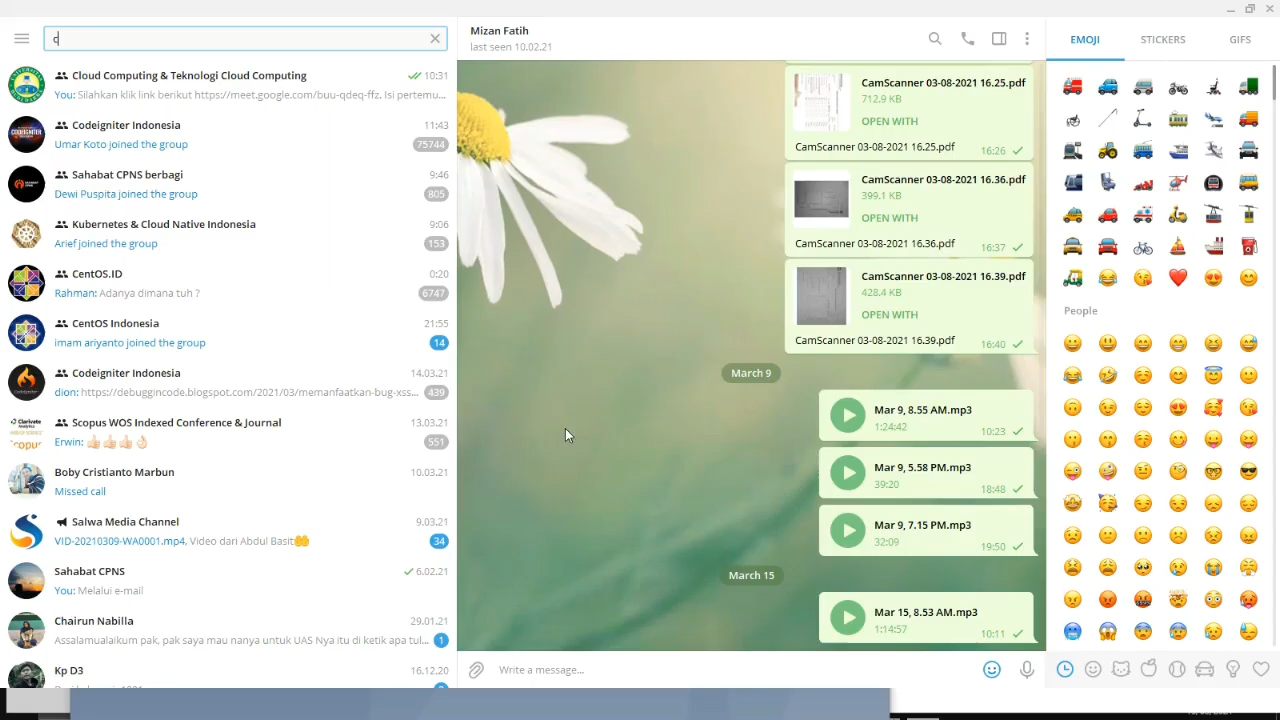 c
Cloud Computing & Teknologi Cloud Computing 10:31
You: Silahkan klik link berikut https://meet.google.com/buu-qdeq-ffz. Isi pertemu...
Codeigniter Indonesia 11:43
Umar Koto joined the group 75744
Sahabat CPNS berbagi 9:46
Dewi Puspita joined the group 805
Kubernetes & Cloud Native Indonesia 9:06
Arief joined the group 153
CentOS.ID 0:20
Rahman: Adanya dimana tuh ? 6747
CentOS Indonesia 21:55
imam ariyanto joined the group 14
Codeigniter Indonesia 14.03.21
dion: https://debuggincode.blogspot.com/2021/03/memanfaatkan-bug-xss... 439
Scopus WOS Indexed Conference & Journal 13.03.21
Erwin: 👍🏻👍🏻👍🏻👌🏻 551
Boby Cristianto Marbun 10.03.21
Missed call
Salwa Media Channel 9.03.21
VID-20210309-WA0001.mp4, Video dari Abdul Basit🤲 34
Sahabat CPNS 6.02.21
You: Melalui e-mail
Chairun Nabilla 29.01.21
Assalamualaikum pak, pak saya mau nanya untuk UAS Nya itu di ketik apa tul... 1
Kp D3 16.12.20
Mizan Fatih
last seen 10.02.21
CamScanner 03-08-2021 16.25.pdf
712.9 KB
OPEN WITH
CamScanner 03-08-2021 16.25.pdf 16:26
CamScanner 03-08-2021 16.36.pdf
399.1 KB
OPEN WITH
CamScanner 03-08-2021 16.36.pdf 16:37
CamScanner 03-08-2021 16.39.pdf
428.4 KB
OPEN WITH
CamScanner 03-08-2021 16.39.pdf 16:40
March 9
Mar 9, 8.55 AM.mp3
1:24:42 10:23
Mar 9, 5.58 PM.mp3
39:20 18:48
Mar 9, 7.15 PM.mp3
32:09 19:50
March 15
Mar 15, 8.53 AM.mp3
1:14:57 10:11
Write a message...
EMOJI STICKERS GIFS
People